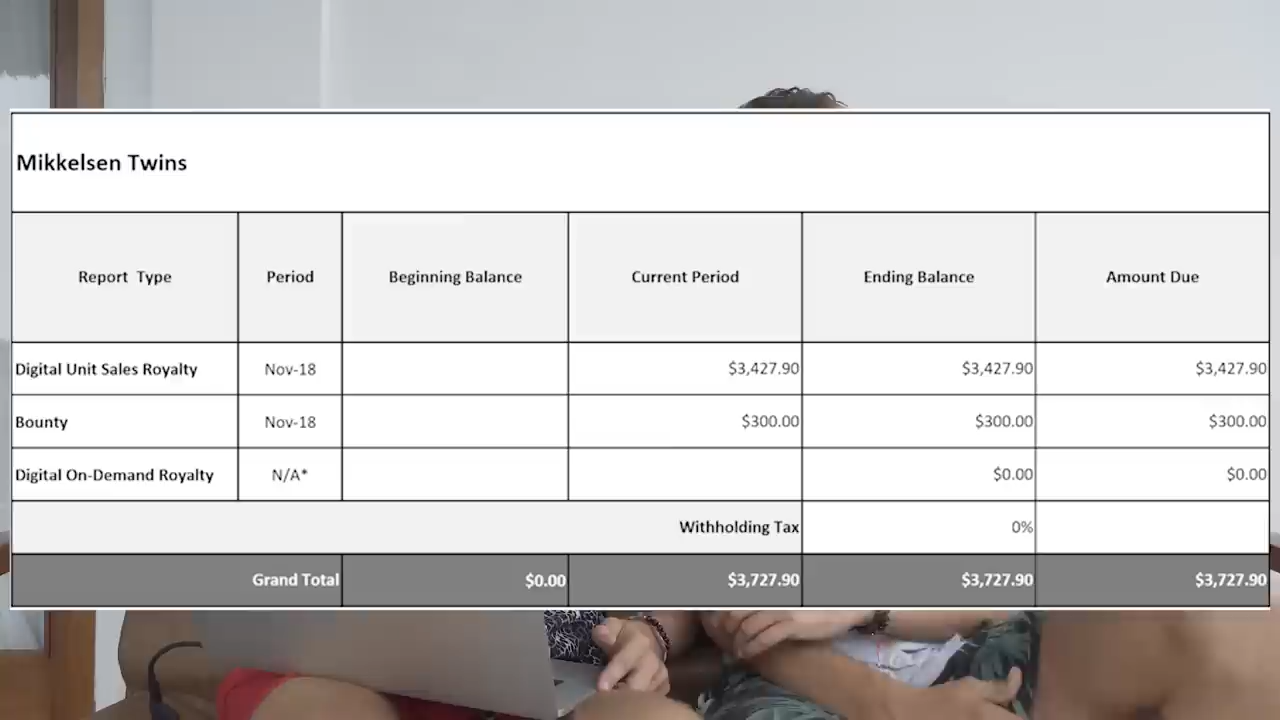 Mikkelsen Twins
Report Type Period Beginning Balance Current Period Ending Balance Amount Due
Digital Unit Sales Royalty Nov-18 $3,427.90 $3,427.90 $3,427.90
Bounty Nov-18 $300.00 $300.00 $300.00
Digital On-Demand Royalty N/A* $0.00 $0.00
Withholding Tax 0%
Grand Total $0.00 $3,727.90 $3,727.90 $3,727.90